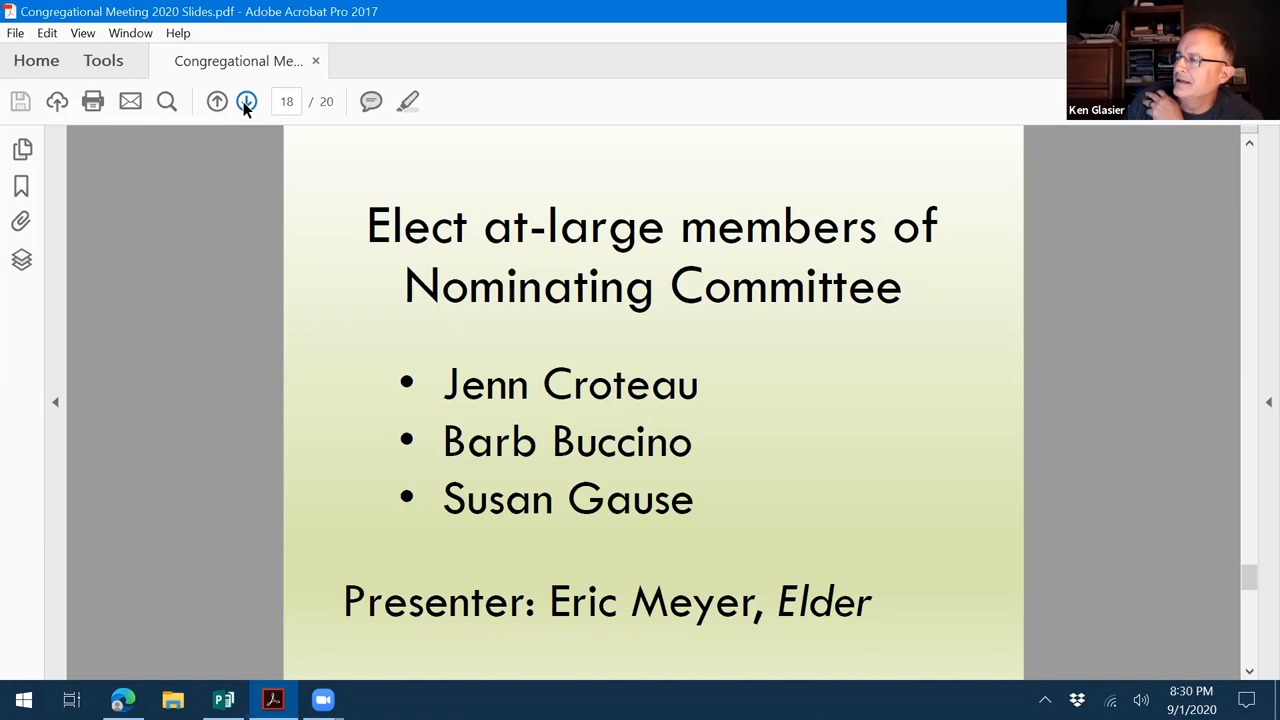 Congregational Meeting 2020 Slides.pdf - Adobe Acrobat Pro 2017
File Edit View Window Help
Home Tools Congregational Me... ×
18 / 20
Ken Glasier
Elect at-large members of
Nominating Committee
• Jenn Croteau
• Barb Buccino
• Susan Gause
Presenter: Eric Meyer, Elder
8:30 PM
9/1/2020